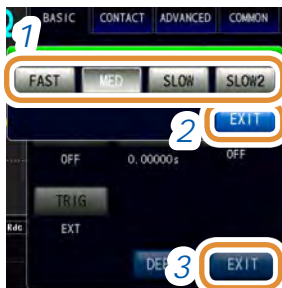 BASIC CONTACT ADVANCED COMMON
1
FAST MED SLOW SLOW2
2 EXIT
OFF 0.00000s OFF
TRIG
Rdc EXT
3 EXIT